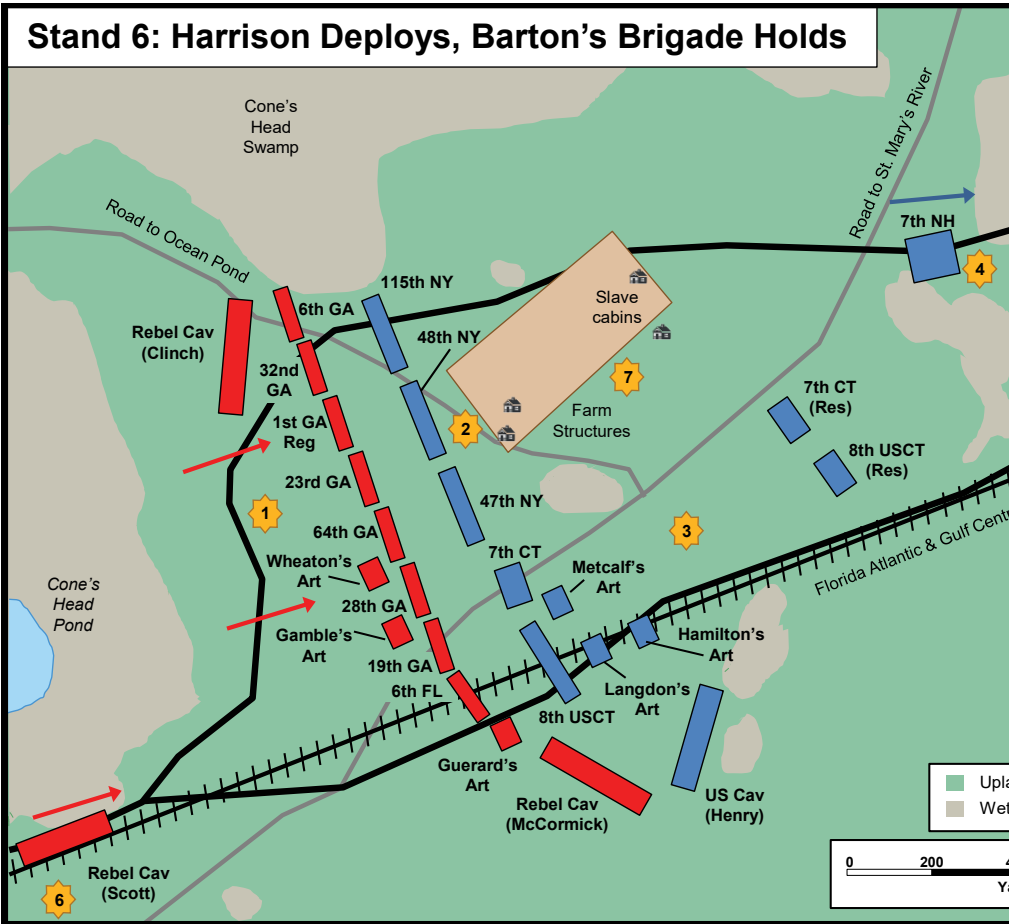 Stand 6: Harrison Deploys, Barton's Brigade Holds
Cone's
Head
Swamp
Road to Ocean Pond
Road to St. Mary's River
7th NH
4
115th NY
6th GA
Slave
cabins
Rebel Cav
(Clinch)
48th NY
32nd
GA
7
7th CT
(Res)
1st GA
Reg
2
Farm
Structures
8th USCT
(Res)
23rd GA
47th NY
1
64th GA
3
Wheaton's
Art
7th CT
Metcalf's
Art
Florida Atlantic & Gulf
Cone's
Head
Pond
28th GA
Gamble's
Art
Hamilton's
Art
19th GA
6th FL
Langdon's
Art
8th USCT
Guerard's
Art
Rebel Cav
(McCormick)
US Cav
(Henry)
Rebel Cav
(Scott)
6
0 200